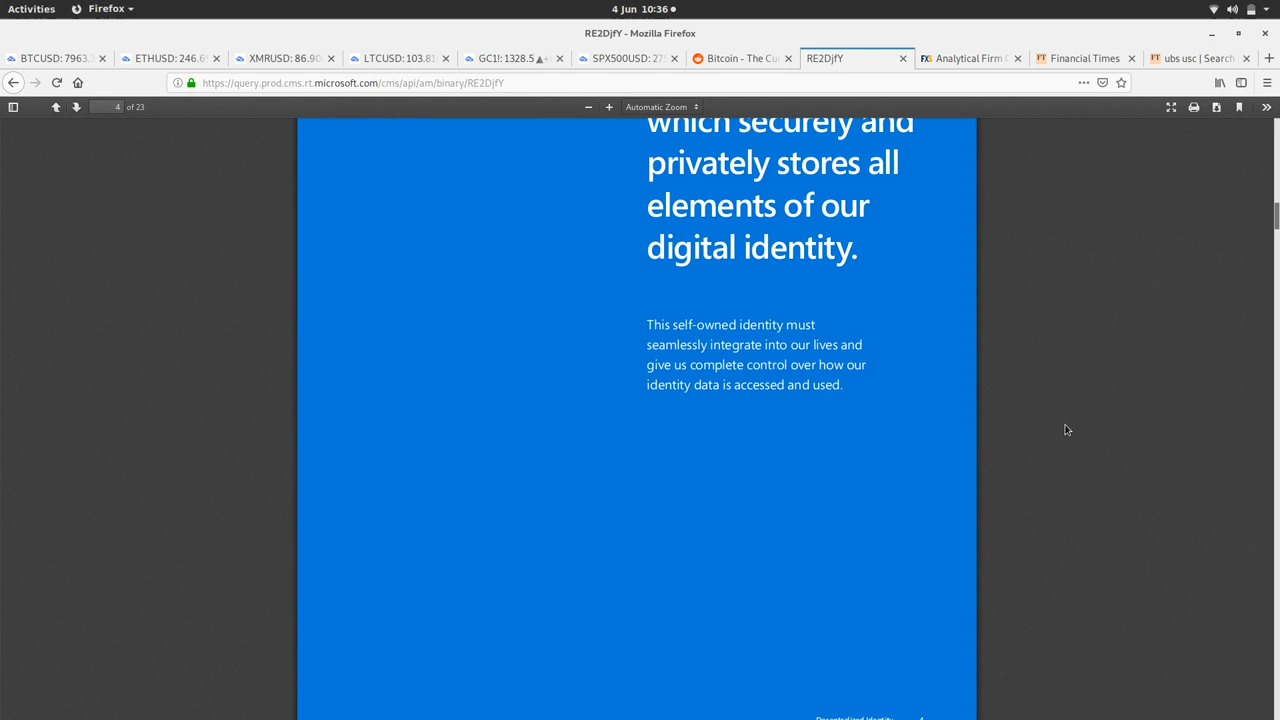 Activities Firefox 4 Jun 10:36
RE2DjfY - Mozilla Firefox
BTCUSD: 7963. ETHUSD: 246.6 XMRUSD: 86.90 LTCUSD: 103.8 GC1!: 1328.5 ▲ SPX500USD: 27 Bitcoin - The Cu RE2DjfY Analytical Firm Financial Times ubs usc | Search
https://query.prod.cms.rt.microsoft.com/cms/api/am/binary/RE2DjfY
4 of 23 Automatic Zoom
which securely and
privately stores all
elements of our
digital identity.
This self-owned identity must
seamlessly integrate into our lives and
give us complete control over how our
identity data is accessed and used.
Decentralized Identity 4